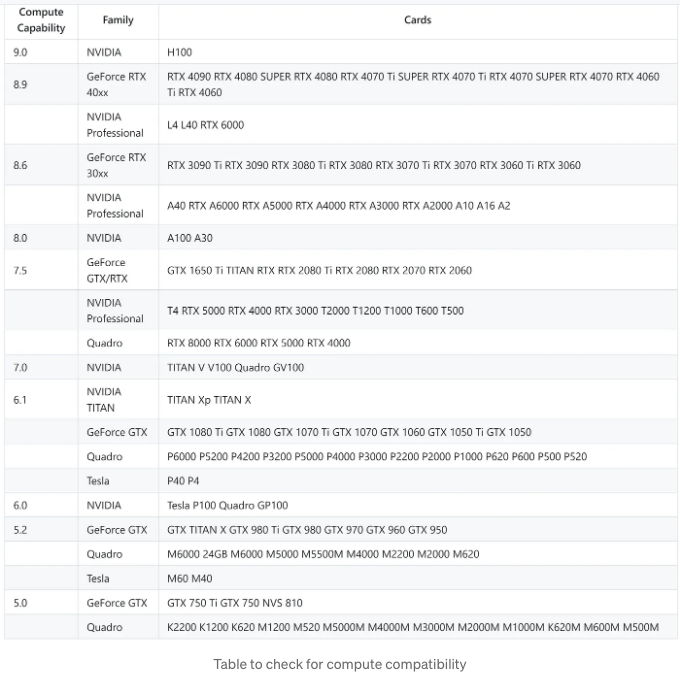 Compute Capability Family Cards
9.0 NVIDIA H100
8.9 GeForce RTX 40xx RTX 4090 RTX 4080 SUPER RTX 4080 RTX 4070 Ti SUPER RTX 4070 Ti RTX 4070 SUPER RTX 4070 RTX 4060 Ti RTX 4060
NVIDIA Professional L4 L40 RTX 6000
8.6 GeForce RTX 30xx RTX 3090 Ti RTX 3090 RTX 3080 Ti RTX 3080 RTX 3070 Ti RTX 3070 RTX 3060 Ti RTX 3060
NVIDIA Professional A40 RTX A6000 RTX A5000 RTX A4000 RTX A3000 RTX A2000 A10 A16 A2
8.0 NVIDIA A100 A30
7.5 GeForce GTX/RTX GTX 1650 Ti TITAN RTX RTX 2080 Ti RTX 2080 RTX 2070 RTX 2060
NVIDIA Professional T4 RTX 5000 RTX 4000 RTX 3000 T2000 T1200 T1000 T600 T500
Quadro RTX 8000 RTX 6000 RTX 5000 RTX 4000
7.0 NVIDIA TITAN V V100 Quadro GV100
6.1 NVIDIA TITAN TITAN Xp TITAN X
GeForce GTX GTX 1080 Ti GTX 1080 GTX 1070 Ti GTX 1070 GTX 1060 GTX 1050 Ti GTX 1050
Quadro P6000 P5200 P4200 P3200 P5000 P4000 P3000 P2200 P2000 P1000 P620 P600 P500 P520
Tesla P40 P4
6.0 NVIDIA Tesla P100 Quadro GP100
5.2 GeForce GTX GTX TITAN X GTX 980 Ti GTX 980 GTX 970 GTX 960 GTX 950
Quadro M6000 24GB M6000 M5000 M5500M M4000 M2200 M2000 M620
Tesla M60 M40
5.0 GeForce GTX GTX 750 Ti GTX 750 NVS 810
Quadro K2200 K1200 K620 M1200 M520 M5000M M4000M M3000M M2000M M1000M K620M M600M M500M
Table to check for compute compatibility